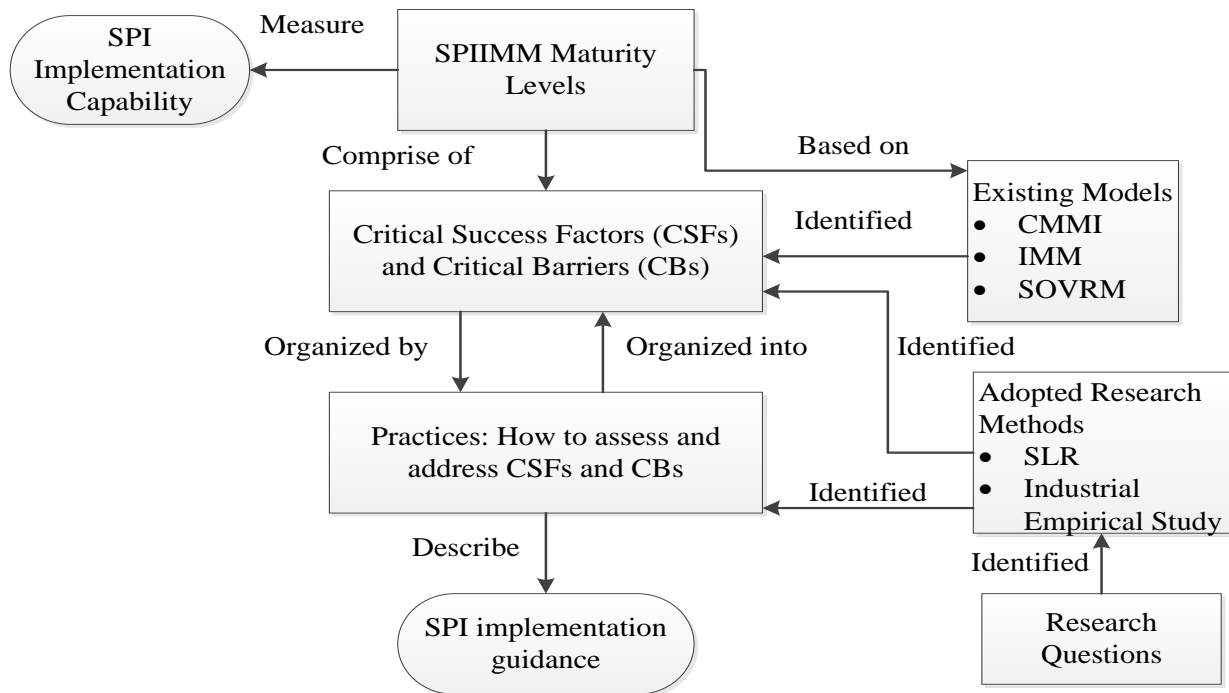 SPI
Implementation
Capability
Measure
SPIIMM Maturity
Levels
Comprise of
Based on
Existing Models
• CMMI
• IMM
• SOVRM
Identified
Critical Success Factors (CSFs)
and Critical Barriers (CBs)
Organized by
Organized into
Identified
Adopted Research
Methods
• SLR
• Industrial
Empirical Study
Practices: How to assess and
address CSFs and CBs
Identified
Describe
Identified
SPI implementation
guidance
Research
Questions